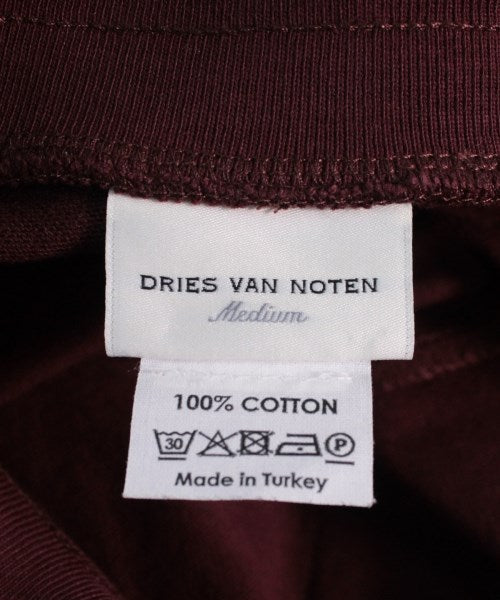 DRIES VAN NOTEN
Medium
100% COTTON
30 P
Made in Turkey